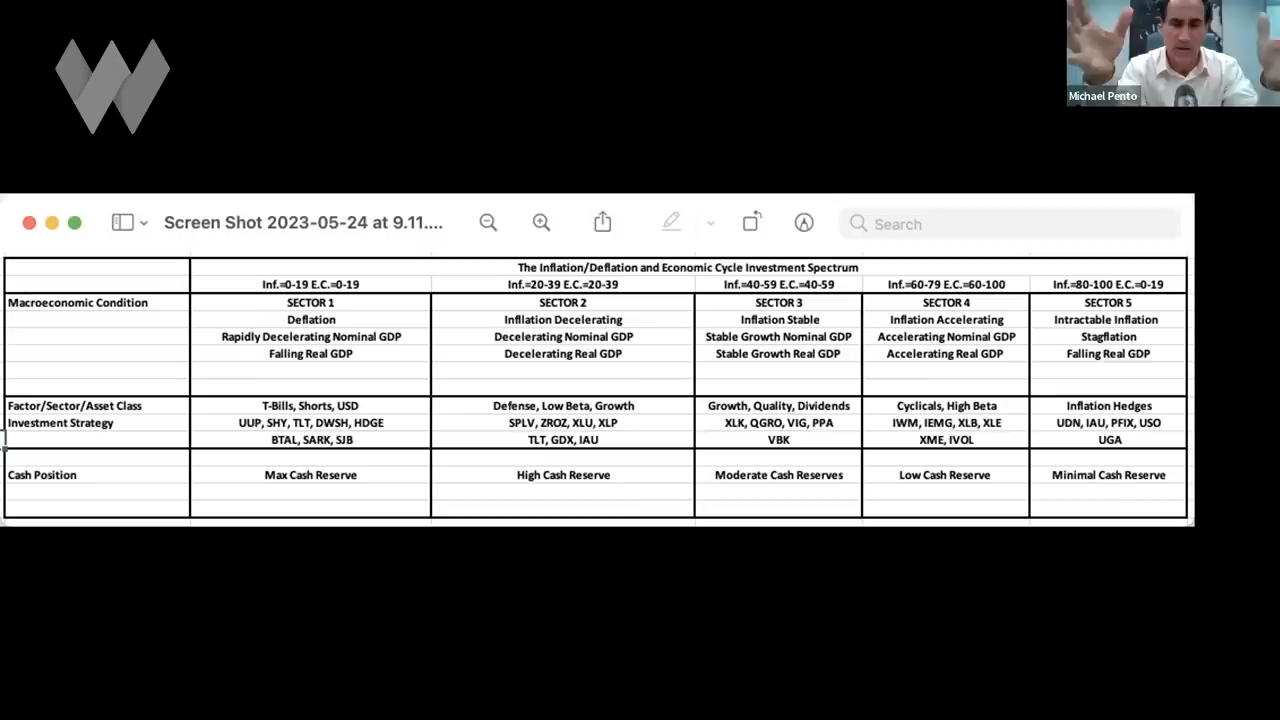 W
Michael Pento
Screen Shot 2023-05-24 at 9.11....
Search
The Inflation/Deflation and Economic Cycle Investment Spectrum
Inf.=0-19 E.C.=0-19 Inf.=20-39 E.C.=20-39 Inf.=40-59 E.C.=40-59 Inf.=60-79 E.C.=60-100 Inf.=80-100 E.C.=0-19
Macroeconomic Condition SECTOR 1 SECTOR 2 SECTOR 3 SECTOR 4 SECTOR 5
Deflation Inflation Decelerating Inflation Stable Inflation Accelerating Intractable Inflation
Rapidly Decelerating Nominal GDP Decelerating Nominal GDP Stable Growth Nominal GDP Accelerating Nominal GDP Stagflation
Falling Real GDP Decelerating Real GDP Stable Growth Real GDP Accelerating Real GDP Falling Real GDP
Factor/Sector/Asset Class T-Bills, Shorts, USD Defense, Low Beta, Growth Growth, Quality, Dividends Cyclicals, High Beta Inflation Hedges
Investment Strategy UUP, SHY, TLT, DWSH, HDGE SPLV, ZROZ, XLU, XLP XLK, QGRO, VIG, PPA IWM, IEMG, XLB, XLE UDN, IAU, PFIX, USO
BTAL, SARK, SJB TLT, GDX, IAU VBK XME, IVOL UGA
Cash Position Max Cash Reserve High Cash Reserve Moderate Cash Reserves Low Cash Reserve Minimal Cash Reserve